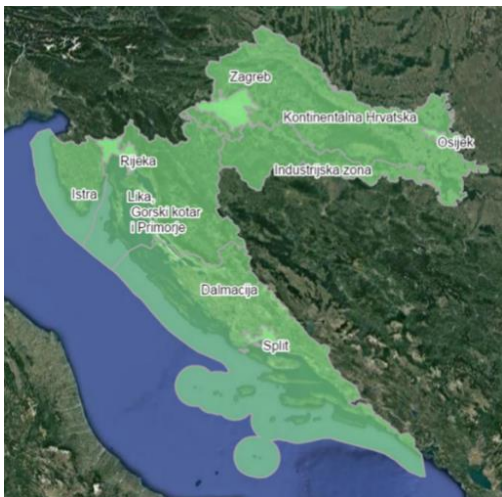 Zagreb
Kontinentalna Hrvatska
Osijek
Rijeka
Industrijska zona
Istra
Lika,
Gorski kotar
i Primorje
Dalmacija
Split